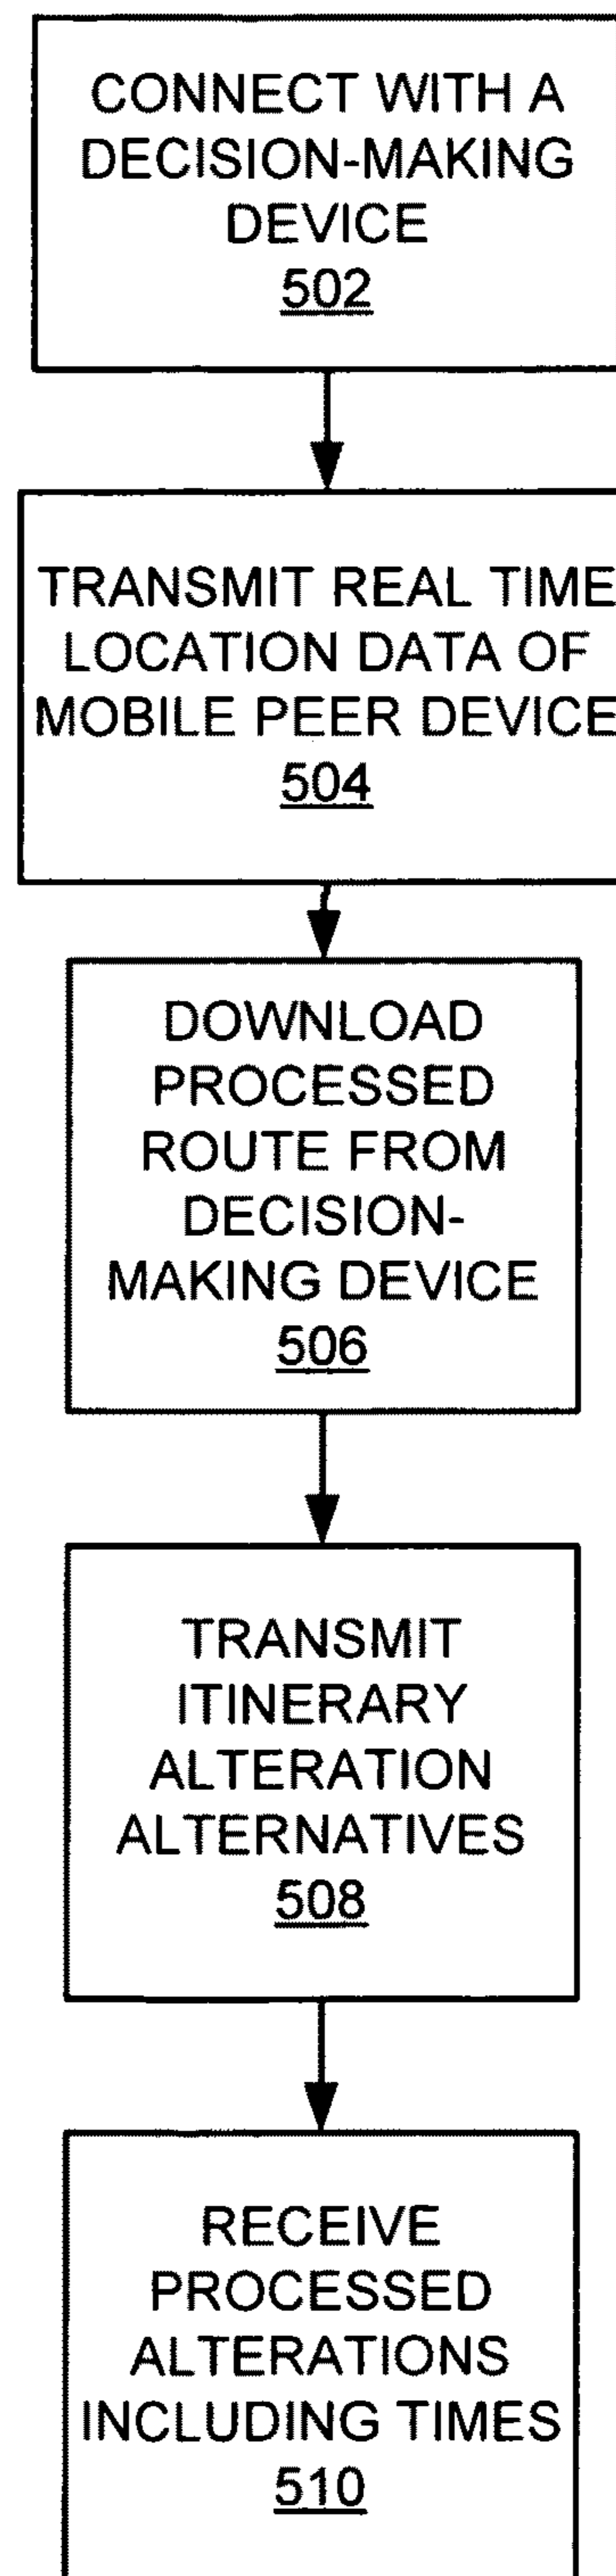 CONNECT WITH A
DECISION-MAKING
DEVICE
502
TRANSMIT REAL TIME
LOCATION DATA OF
MOBILE PEER DEVICE
504
DOWNLOAD
PROCESSED
ROUTE FROM
DECISION-
MAKING DEVICE
506
TRANSMIT
ITINERARY
ALTERATION
ALTERNATIVES
508
RECEIVE
PROCESSED
ALTERATIONS
INCLUDING TIMES
510